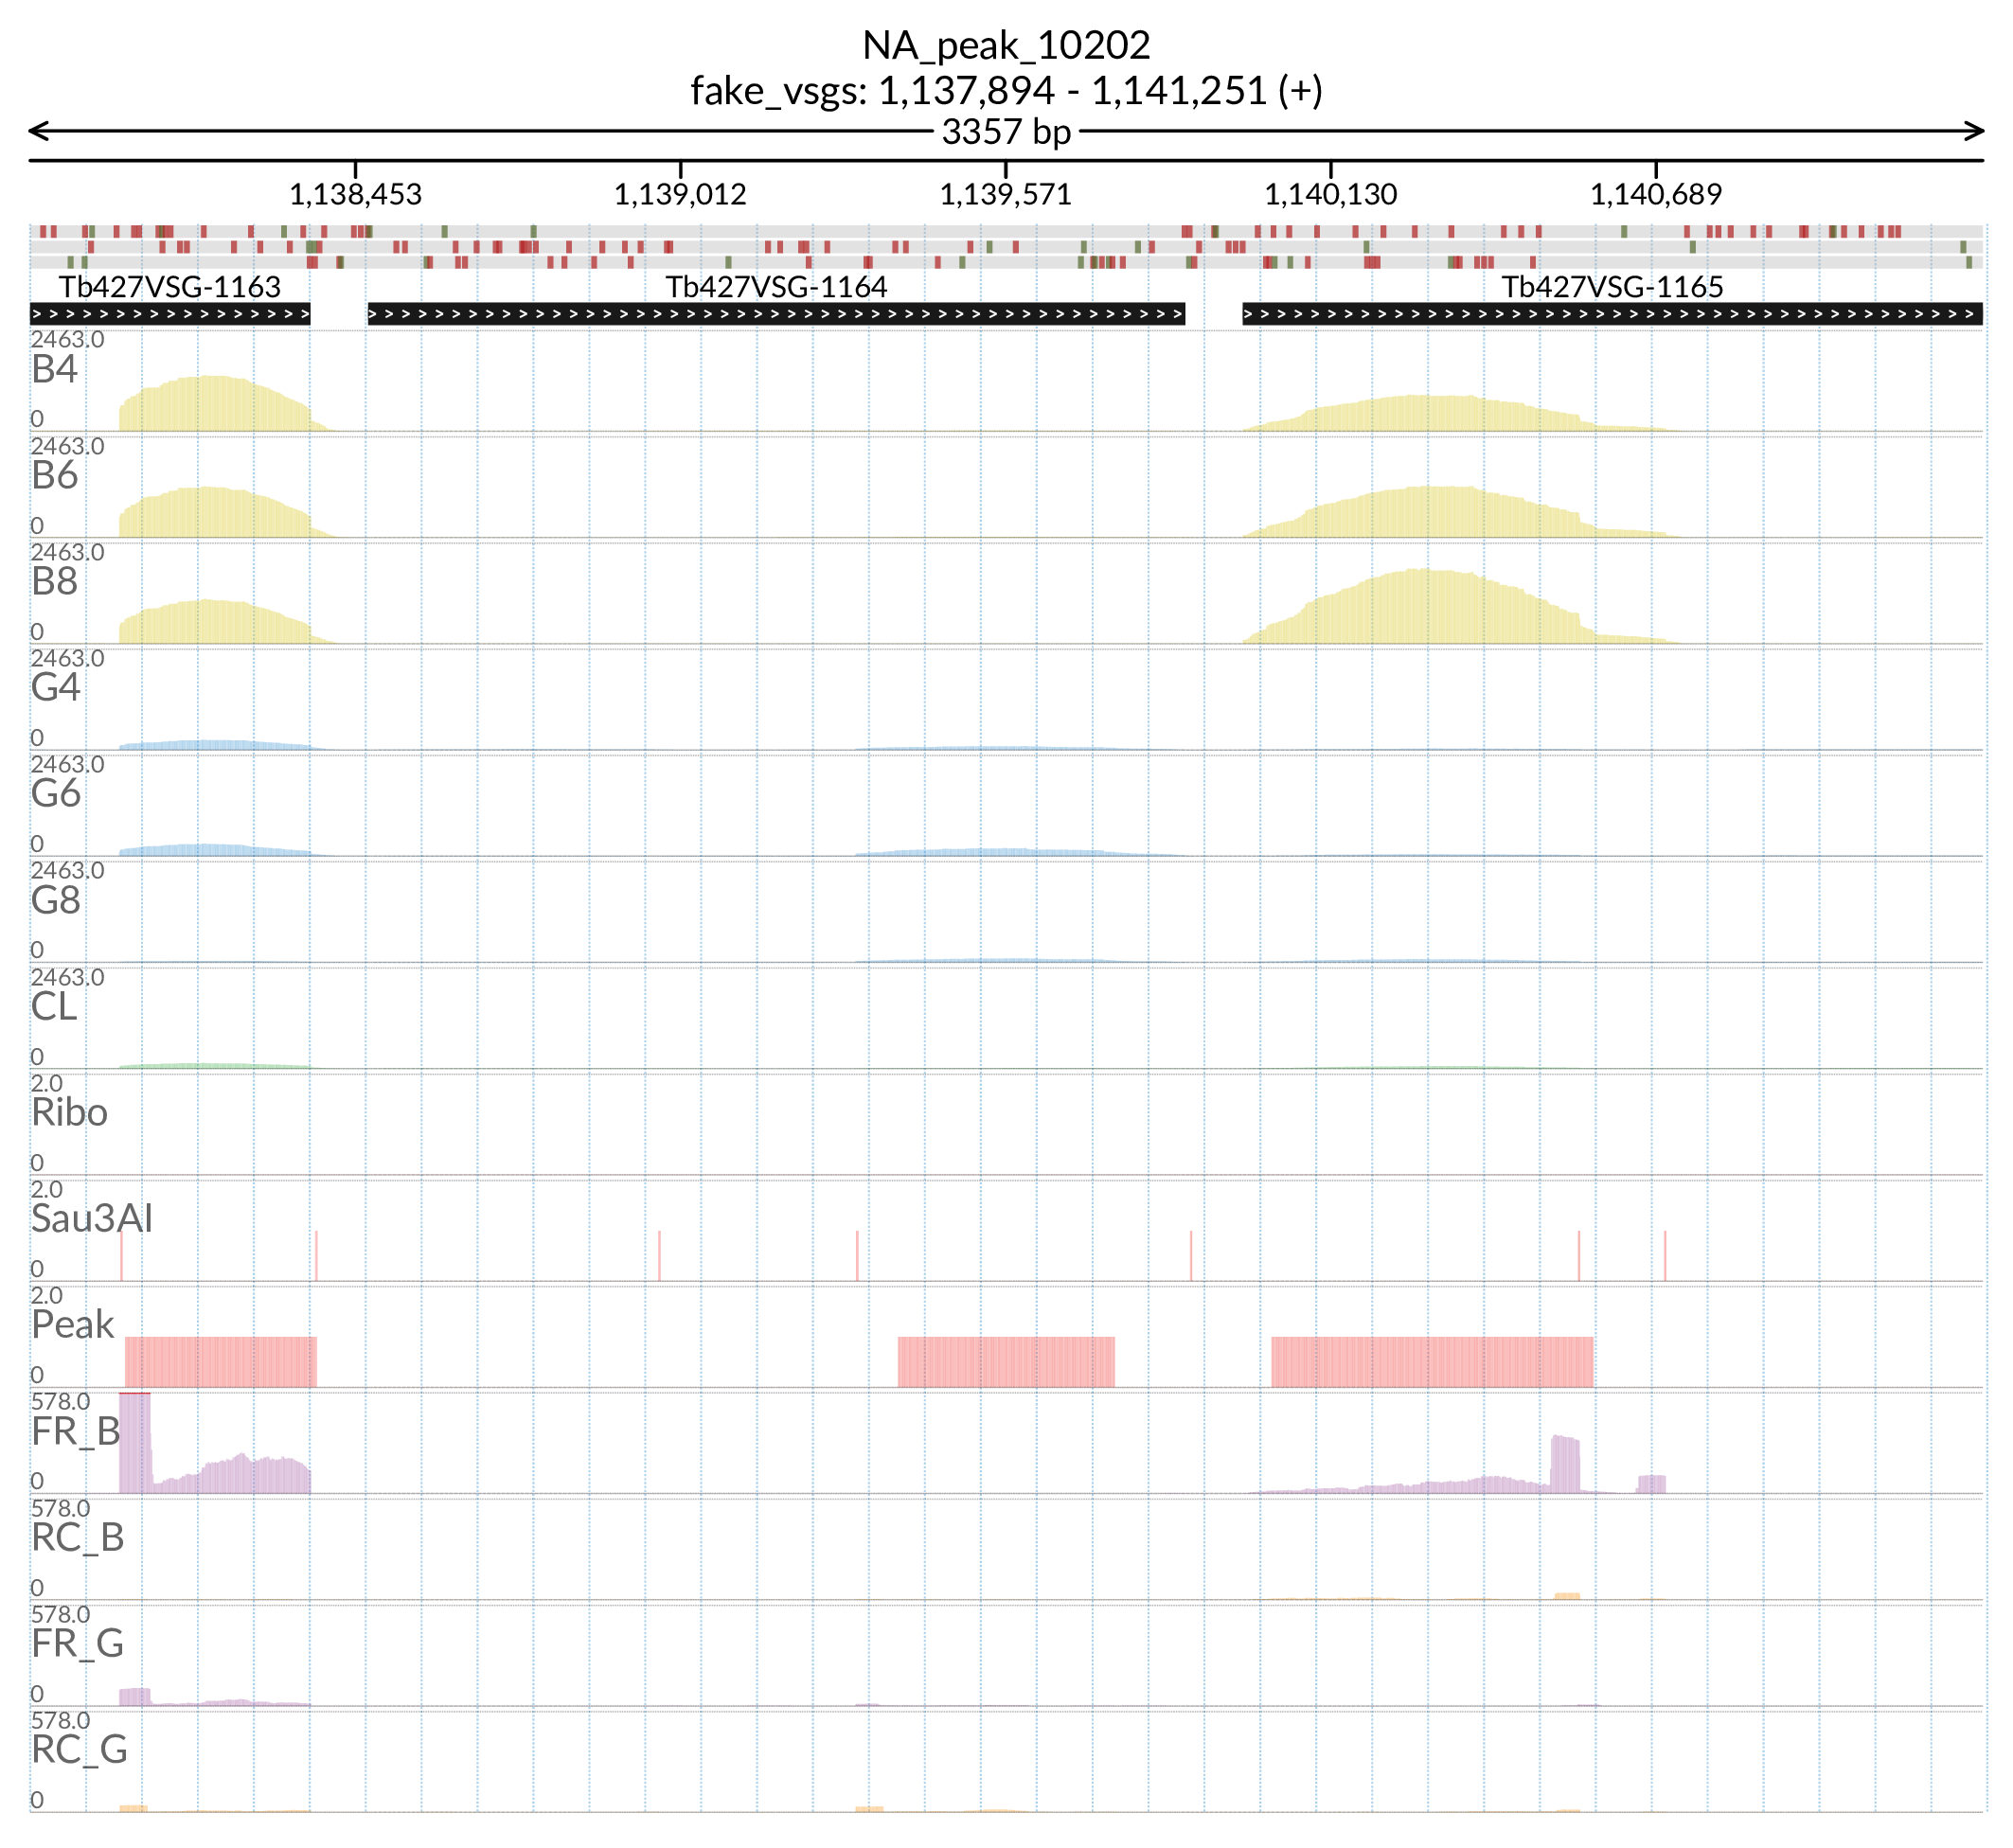 NA_peak_10202
fake_vsgs: 1,137,894 - 1,141,251 (+)
3357 bp
1,138,453 1,139,012 1,139,571 1,140,130 1,140,689
Tb427VSG-1163 Tb427VSG-1164 Tb427VSG-1165
2463.0
B4
0
2463.0
B6
0
2463.0
B8
0
2463.0
G4
0
2463.0
G6
0
2463.0
G8
0
2463.0
CL
0
2.0
Ribo
0
2.0
Sau3AI
0
2.0
Peak
0
578.0
FR_B
0
578.0
RC_B
0
578.0
FR_G
0
578.0
RC_G
0